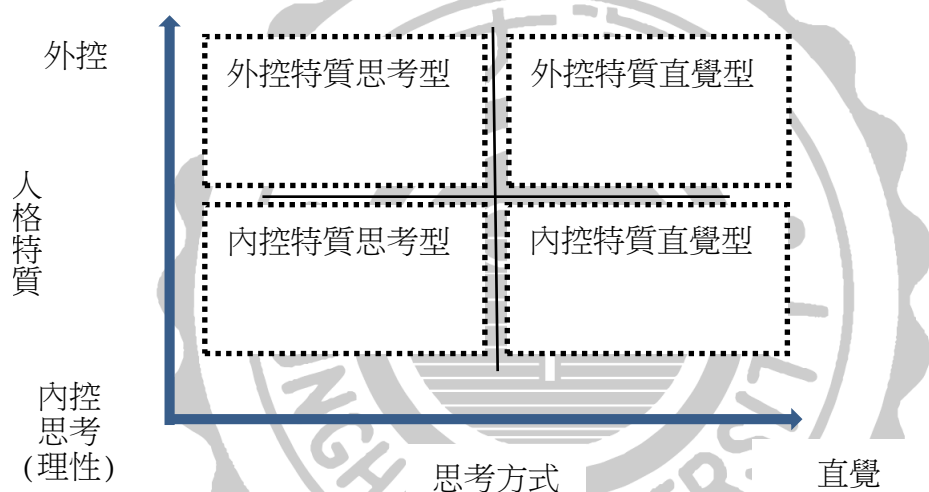 外控
外控特質思考型
外控特質直覺型
人格特質
內控特質思考型
內控特質直覺型
內控
思考
(理性)
思考方式
直覺